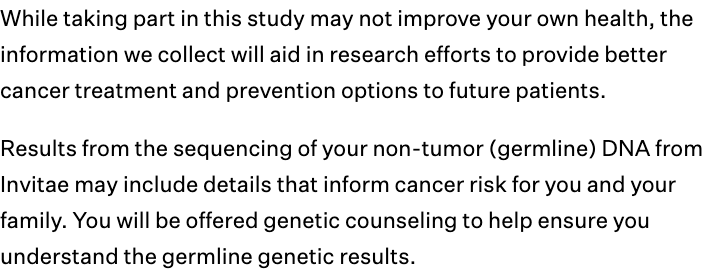 While taking part in this study may not improve your own health, the
information we collect will aid in research efforts to provide better
cancer treatment and prevention options to future patients.
Results from the sequencing of your non-tumor (germline) DNA from
Invitae may include details that inform cancer risk for you and your
family. You will be offered genetic counseling to help ensure you
understand the germline genetic results.